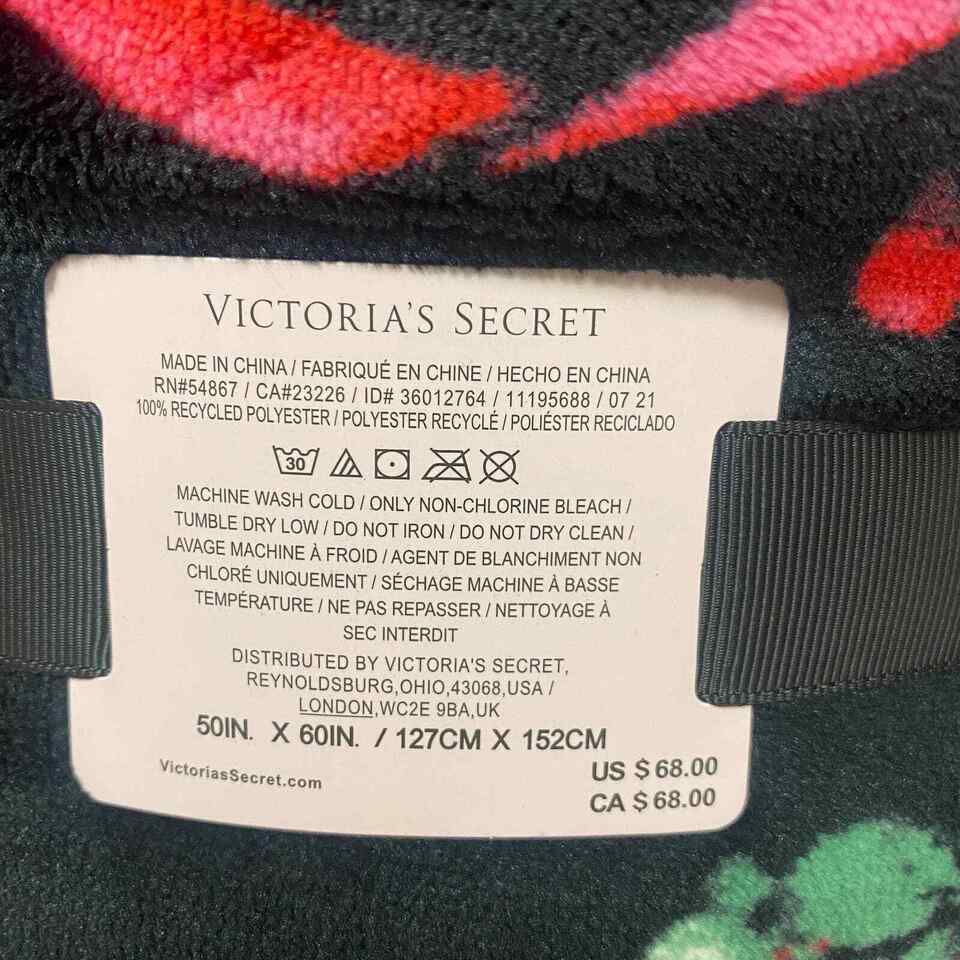 VICTORIA'S SECRET
MADE IN CHINA / FABRIQUÉ EN CHINE / HECHO EN CHINA
RN#54867 / CA#23226 / ID# 36012764 / 11195688 / 07 21
100% RECYCLED POLYESTER / POLYESTER RECYCLÉ / POLIÉSTER RECICLADO
30
MACHINE WASH COLD / ONLY NON-CHLORINE BLEACH /
TUMBLE DRY LOW / DO NOT IRON / DO NOT DRY CLEAN /
LAVAGE MACHINE À FROID / AGENT DE BLANCHIMENT NON
CHLORÉ UNIQUEMENT / SÉCHAGE MACHINE À BASSE
TEMPÉRATURE / NE PAS REPASSER / NETTOYAGE À
SEC INTERDIT
DISTRIBUTED BY VICTORIA'S SECRET,
REYNOLDSBURG,OHIO,43068,USA /
LONDON,WC2E 9BA,UK
50IN. X 60IN. / 127CM X 152CM
VictoriasSecret.com
US $ 68.00
CA $ 68.00